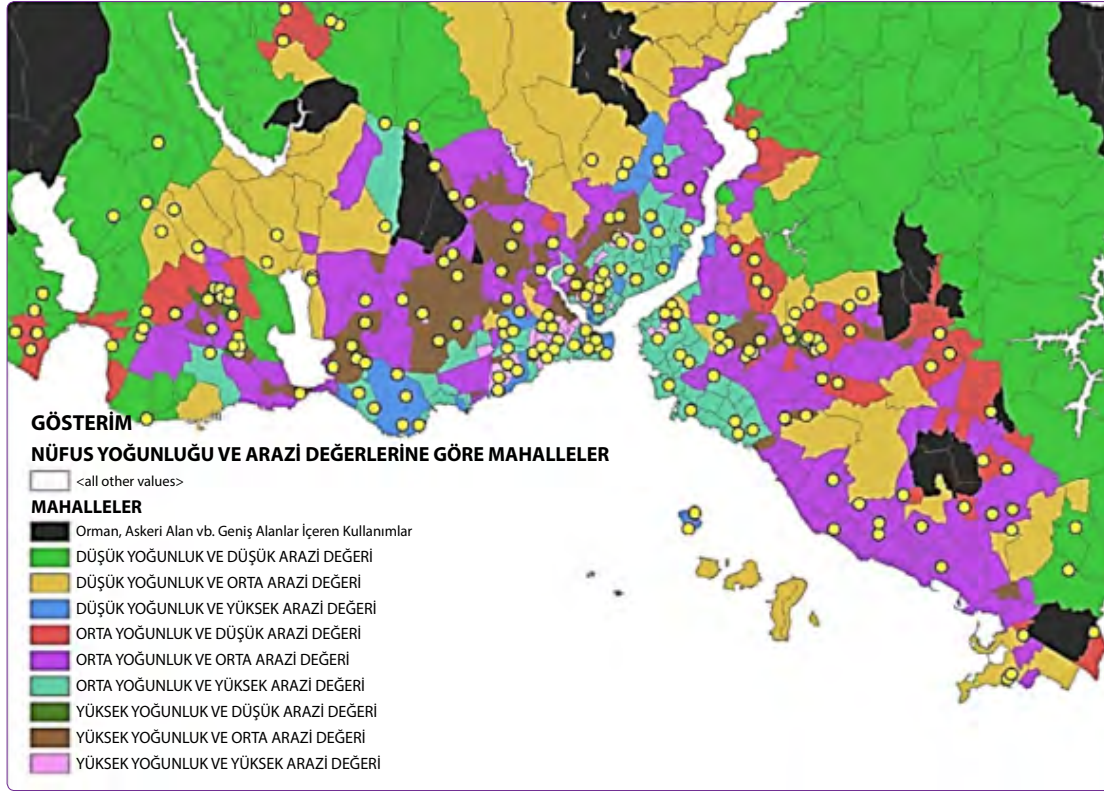 GÖSTERİM
NÜFUS YOĞUNLUĞU VE ARAZİ DEĞERLERİNE GÖRE MAHALLELER
<all other values>
MAHALLELER
Orman, Askeri Alan vb. Geniş Alanlar İçeren Kullanımlar
DÜŞÜK YOĞUNLUK VE DÜŞÜK ARAZİ DEĞERİ
DÜŞÜK YOĞUNLUK VE ORTA ARAZİ DEĞERİ
DÜŞÜK YOĞUNLUK VE YÜKSEK ARAZİ DEĞERİ
ORTA YOĞUNLUK VE DÜŞÜK ARAZİ DEĞERİ
ORTA YOĞUNLUK VE ORTA ARAZİ DEĞERİ
ORTA YOĞUNLUK VE YÜKSEK ARAZİ DEĞERİ
YÜKSEK YOĞUNLUK VE DÜŞÜK ARAZİ DEĞERİ
YÜKSEK YOĞUNLUK VE ORTA ARAZİ DEĞERİ
YÜKSEK YOĞUNLUK VE YÜKSEK ARAZİ DEĞERİ